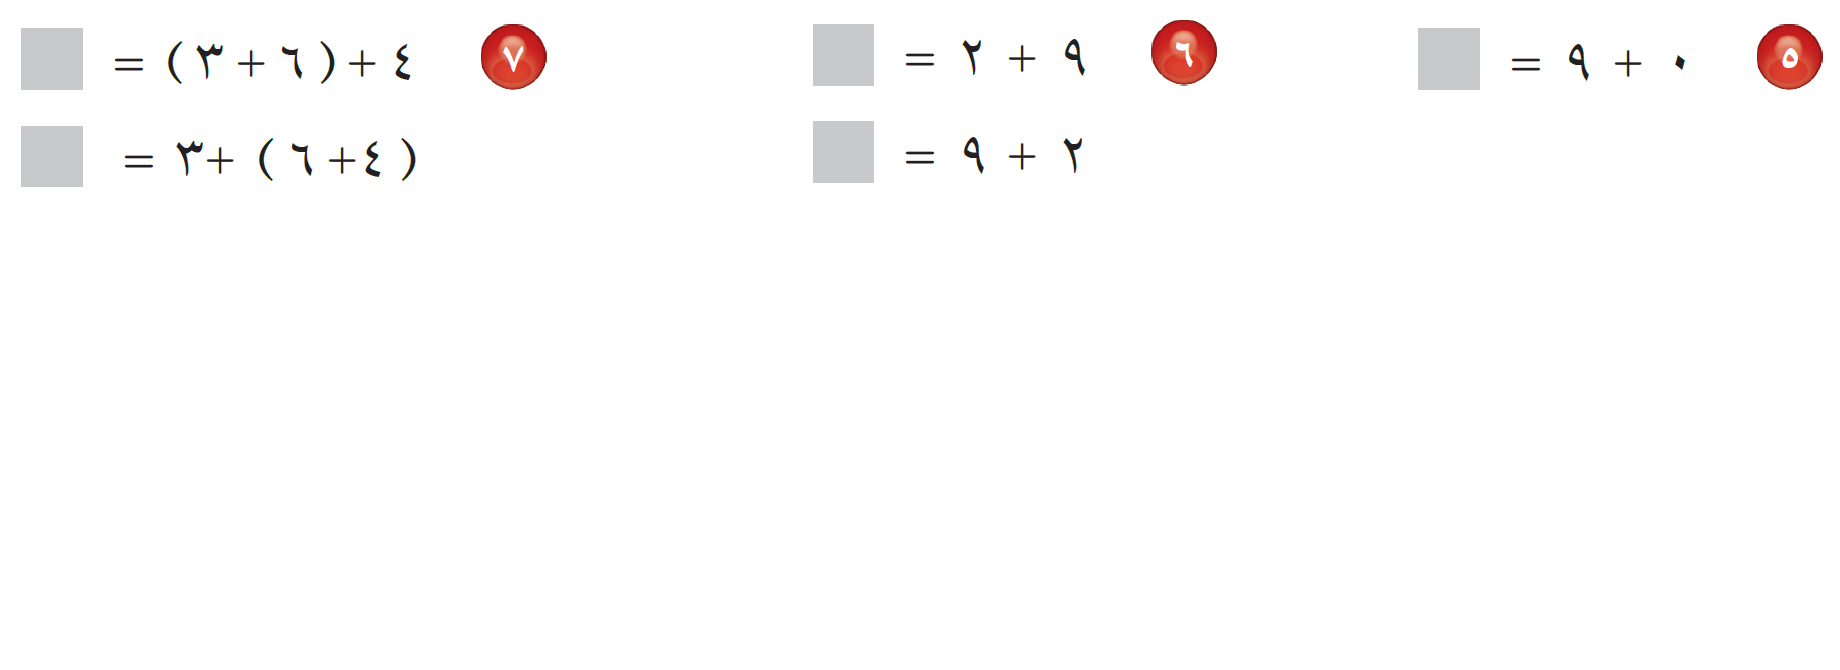 ٥ ٠ + ٩ =
٦ ٩ + ٢ =
٢ + ٩ =
٧ ٤ + ( ٦ + ٣ ) =
( ٤ + ٦ ) + ٣ =